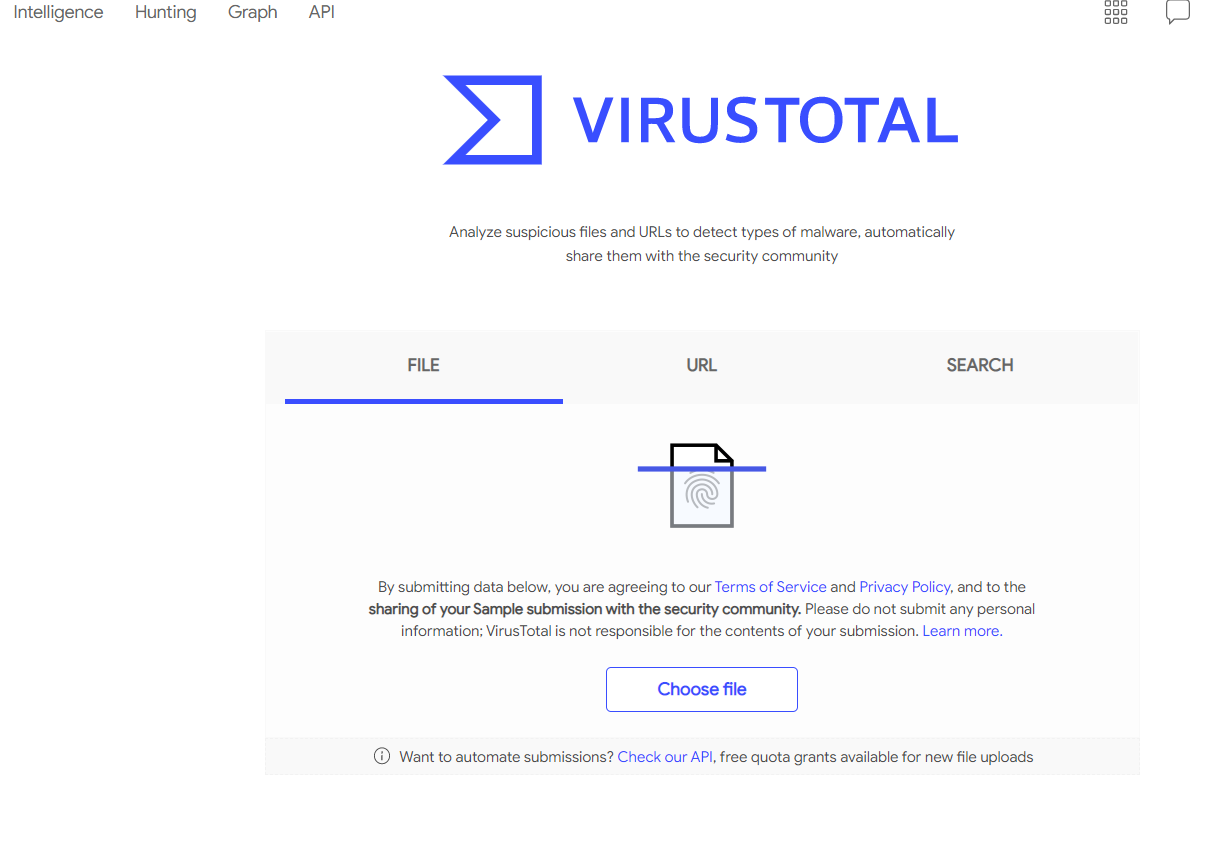 Intelligence Hunting Graph API
VIRUSTOTAL
Analyze suspicious files and URLs to detect types of malware, automatically
share them with the security community
FILE URL SEARCH
By submitting data below, you are agreeing to our Terms of Service and Privacy Policy, and to the
sharing of your Sample submission with the security community. Please do not submit any personal
information; VirusTotal is not responsible for the contents of your submission. Learn more.
Choose file
Want to automate submissions? Check our API, free quota grants available for new file uploads